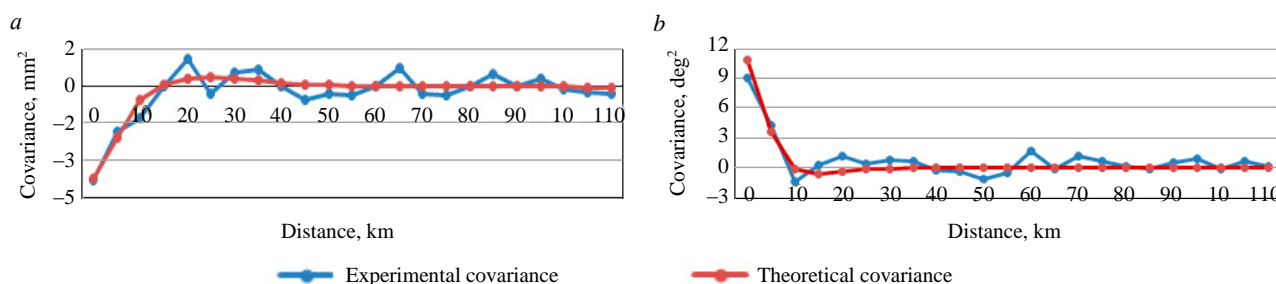 a
Covariance, mm²
2
0
–2
–3
–5
0 10 20 30 40 50 60 70 80 90 10 110
Distance, km
b
Covariance, deg²
12
9
6
3
0
–3
0 10 20 30 40 50 60 70 80 90 10 110
Distance, km
Experimental covariance
Theoretical covariance